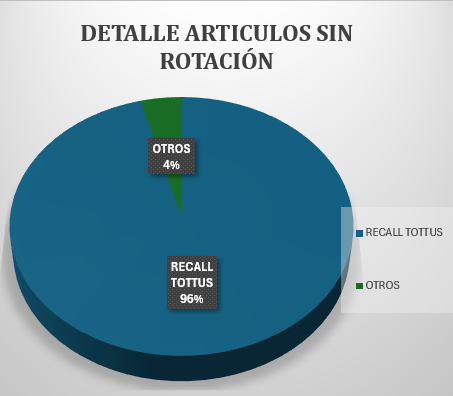 DETALLE ARTICULOS SIN
ROTACIÓN
OTROS
4%
RECALL
TOTTUS
96%
RECALL TOTTUS
OTROS